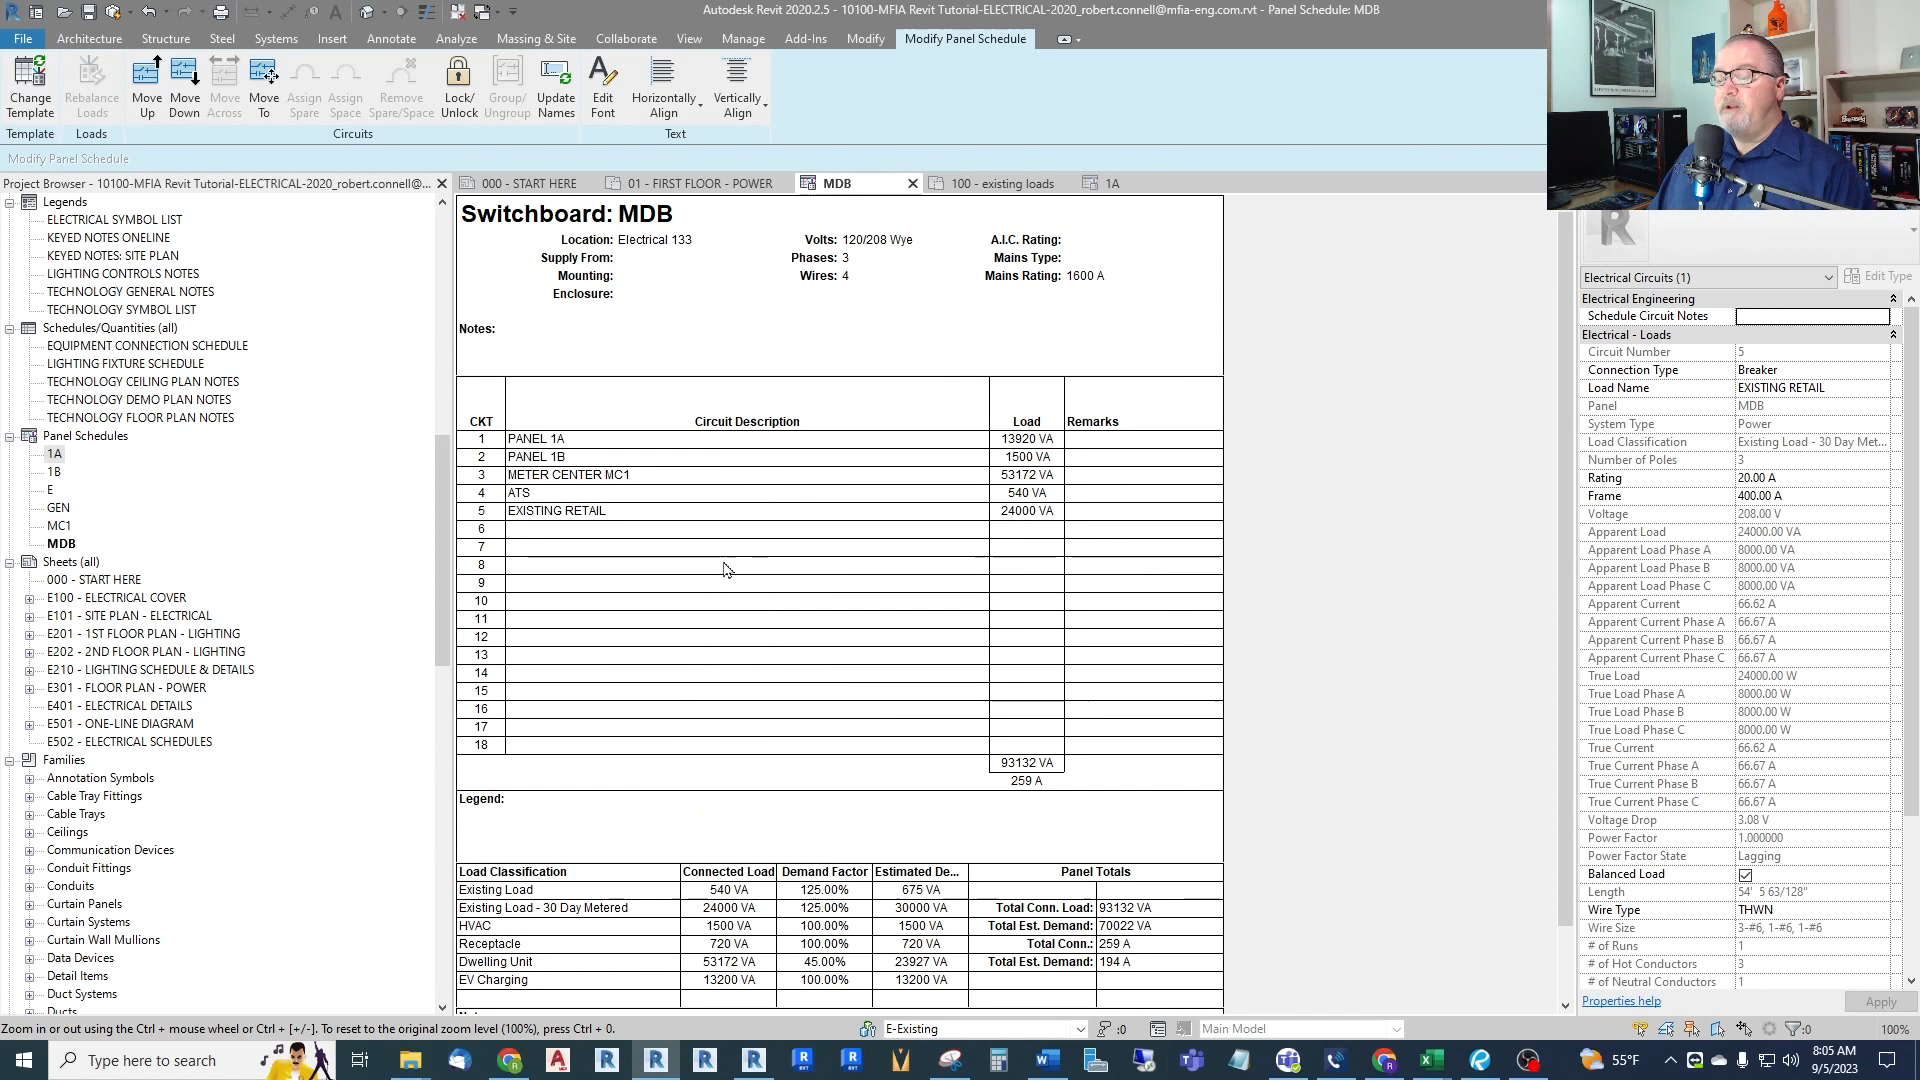 Autodesk Revit 2020.2.5 - 10100-MFIA Revit Tutorial-ELECTRICAL-2020_robert.connell@mfia-eng.com.rvt - Panel Schedule: MDB
File Architecture Structure Steel Systems Insert Annotate Analyze Massing & Site Collaborate View Manage Add-Ins Modify Modify Panel Schedule
Change Template Rebalance Loads Move Up Move Down Move Across Move To Assign Spare Assign Space Remove Spare/Space Lock/Unlock Group/Ungroup Update Names Edit Font Horizontally Align Vertically Align
Template Loads Circuits Text
Modify Panel Schedule
Project Browser - 10100-MFIA Revit Tutorial-ELECTRICAL-2020_robert.connell@...
000 - START HERE 01 - FIRST FLOOR - POWER MDB 100 - existing loads 1A
Legends
ELECTRICAL SYMBOL LIST
KEYED NOTES ONELINE
KEYED NOTES: SITE PLAN
LIGHTING CONTROLS NOTES
TECHNOLOGY GENERAL NOTES
TECHNOLOGY SYMBOL LIST
Schedules/Quantities (all)
EQUIPMENT CONNECTION SCHEDULE
LIGHTING FIXTURE SCHEDULE
TECHNOLOGY CEILING PLAN NOTES
TECHNOLOGY DEMO PLAN NOTES
TECHNOLOGY FLOOR PLAN NOTES
Panel Schedules
1A
1B
E
GEN
MC1
MDB
Sheets (all)
000 - START HERE
E100 - ELECTRICAL COVER
E101 - SITE PLAN - ELECTRICAL
E201 - 1ST FLOOR PLAN - LIGHTING
E202 - 2ND FLOOR PLAN - LIGHTING
E210 - LIGHTING SCHEDULE & DETAILS
E301 - FLOOR PLAN - POWER
E401 - ELECTRICAL DETAILS
E501 - ONE-LINE DIAGRAM
E502 - ELECTRICAL SCHEDULES
Families
Annotation Symbols
Cable Tray Fittings
Cable Trays
Ceilings
Communication Devices
Conduit Fittings
Conduits
Curtain Panels
Curtain Systems
Curtain Wall Mullions
Data Devices
Detail Items
Duct Systems
Ducts
Switchboard: MDB
Location: Electrical 133 Volts: 120/208 Wye A.I.C. Rating:
Supply From: Phases: 3 Mains Type:
Mounting: Wires: 4 Mains Rating: 1600 A
Enclosure:
Notes:
CKT Circuit Description Load Remarks
1 PANEL 1A 13920 VA
2 PANEL 1B 1500 VA
3 METER CENTER MC1 53172 VA
4 ATS 540 VA
5 EXISTING RETAIL 24000 VA
6
7
8
9
10
11
12
13
14
15
16
17
18
93132 VA
259 A
Legend:
Load Classification Connected Load Demand Factor Estimated De... Panel Totals
Existing Load 540 VA 125.00% 675 VA
Existing Load - 30 Day Metered 24000 VA 125.00% 30000 VA Total Conn. Load: 93132 VA
HVAC 1500 VA 100.00% 1500 VA Total Est. Demand: 70022 VA
Receptacle 720 VA 100.00% 720 VA Total Conn.: 259 A
Dwelling Unit 53172 VA 45.00% 23927 VA Total Est. Demand: 194 A
EV Charging 13200 VA 100.00% 13200 VA
Electrical Circuits (1) Edit Type
Electrical Engineering
Schedule Circuit Notes
Electrical - Loads
Circuit Number 5
Connection Type Breaker
Load Name EXISTING RETAIL
Panel MDB
System Type Power
Load Classification Existing Load - 30 Day Met...
Number of Poles 3
Rating 20.00 A
Frame 400.00 A
Voltage 208.00 V
Apparent Load 24000.00 VA
Apparent Load Phase A 8000.00 VA
Apparent Load Phase B 8000.00 VA
Apparent Load Phase C 8000.00 VA
Apparent Current 66.62 A
Apparent Current Phase A 66.67 A
Apparent Current Phase B 66.67 A
Apparent Current Phase C 66.67 A
True Load 24000.00 W
True Load Phase A 8000.00 W
True Load Phase B 8000.00 W
True Load Phase C 8000.00 W
True Current 66.62 A
True Current Phase A 66.67 A
True Current Phase B 66.67 A
True Current Phase C 66.67 A
Voltage Drop 3.08 V
Power Factor 1.000000
Power Factor State Lagging
Balanced Load
Length 54' 5 63/128"
Wire Type THWN
Wire Size 3-#6, 1-#6, 1-#6
# of Runs 1
# of Hot Conductors 3
# of Neutral Conductors 1
Properties help Apply
Zoom in or out using the Ctrl + mouse wheel or Ctrl + [+/-]. To reset to the original zoom level (100%), press Ctrl + 0. E-Existing :0 Main Model :0 100%
Type here to search 55°F 8:05 AM
9/5/2023